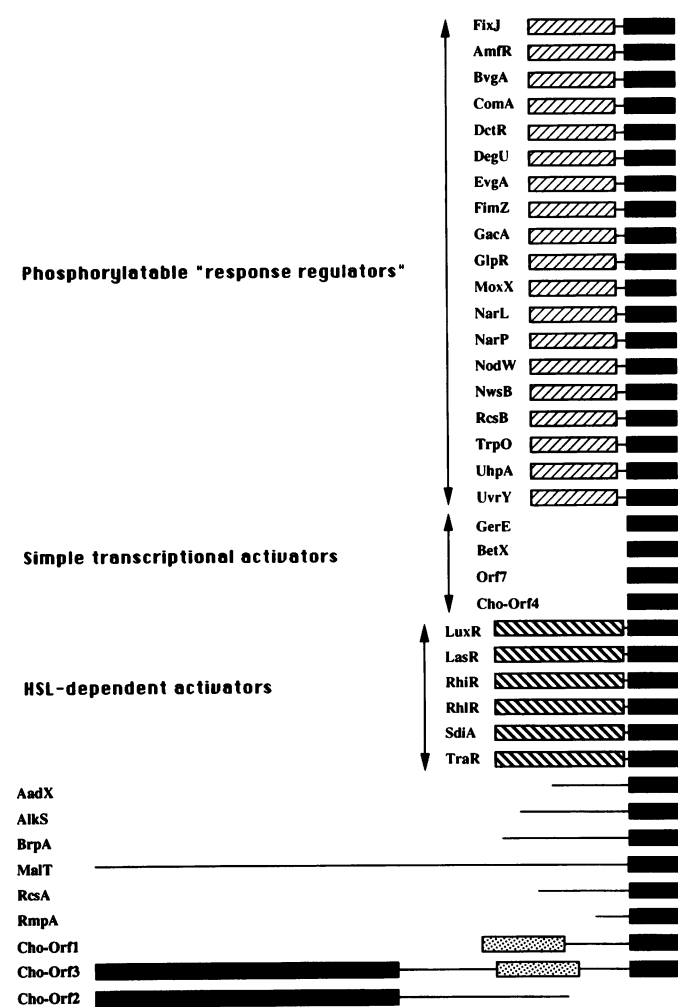 FixJ
AmfR
BvgA
ComA
DctR
DegU
EvgA
FimZ
GacA
Phosphorylatable "response regulators"
GlpR
MoxX
NarL
NarP
NodW
NwsB
RcsB
TrpO
UhpA
UvrY
GerE
BetX
Simple transcriptional activators
Orf7
Cho-Orf4
LuxR
LasR
HSL-dependent activators
RhiR
RhlR
SdiA
TraR
AadX
AlkS
BrpA
MalT
RcsA
RmpA
Cho-Orf1
Cho-Orf3
Cho-Orf2